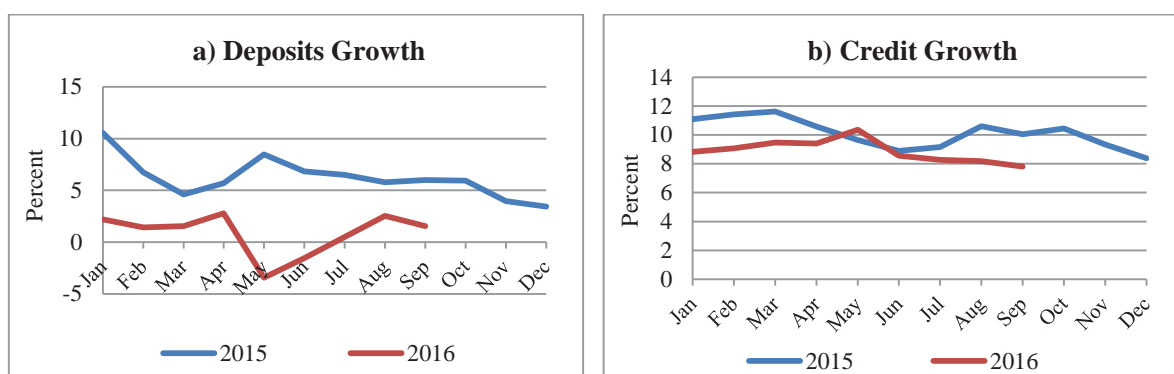 a) Deposits Growth
15
10
5
0
-5
Percent
Jan Feb Mar Apr May Jun Jul Aug Sep Oct Nov Dec
2015 2016
b) Credit Growth
14
12
10
8
6
4
2
0
Percent
Jan Feb Mar Apr May Jun Jul Aug Sep Oct Nov Dec
2015 2016